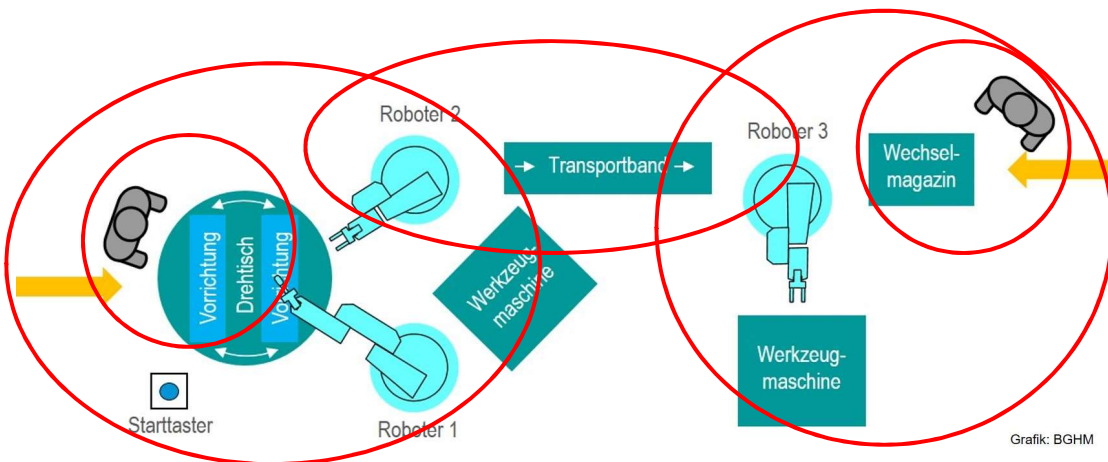 Roboter 2
Roboter 3
→ Transportband →
Wechsel-
magazin
Vorrichtung
Drehtisch
Vorrichtung
Werkzeug-
maschine
Werkzeug-
maschine
Starttaster
Roboter 1
Grafik: BGHM